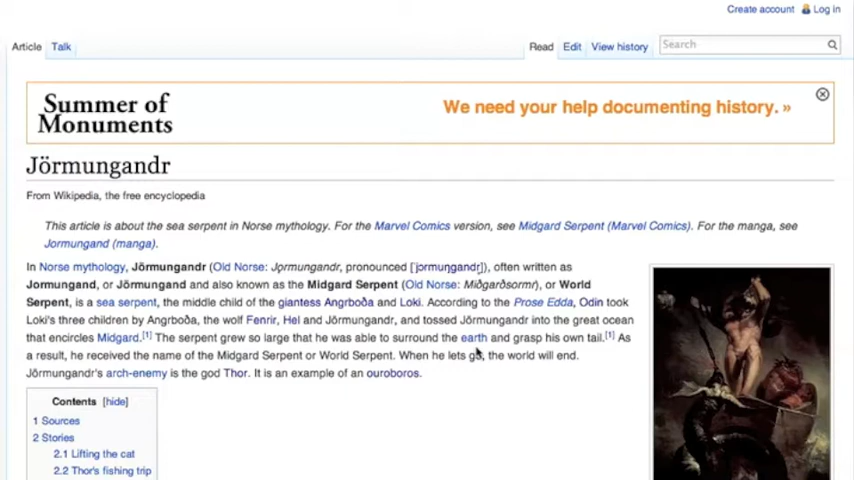 Create account Log in
Article Talk Read Edit View history Search
Summer of
Monuments
We need your help documenting history. »
Jörmungandr
From Wikipedia, the free encyclopedia
This article is about the sea serpent in Norse mythology. For the Marvel Comics version, see Midgard Serpent (Marvel Comics). For the manga, see
Jormungand (manga).
In Norse mythology, Jörmungandr (Old Norse: Jǫrmungandr, pronounced [ˈjɔrmuŋɡandr̩]), often written as
Jormungand, or Jörmungand and also known as the Midgard Serpent (Old Norse: Miðgarðsormr), or World
Serpent, is a sea serpent, the middle child of the giantess Angrboða and Loki. According to the Prose Edda, Odin took
Loki's three children by Angrboða, the wolf Fenrir, Hel and Jörmungandr, and tossed Jörmungandr into the great ocean
that encircles Midgard.[1] The serpent grew so large that he was able to surround the earth and grasp his own tail.[1] As
a result, he received the name of the Midgard Serpent or World Serpent. When he lets go, the world will end.
Jörmungandr's arch-enemy is the god Thor. It is an example of an ouroboros.
Contents [hide]
1 Sources
2 Stories
2.1 Lifting the cat
2.2 Thor's fishing trip